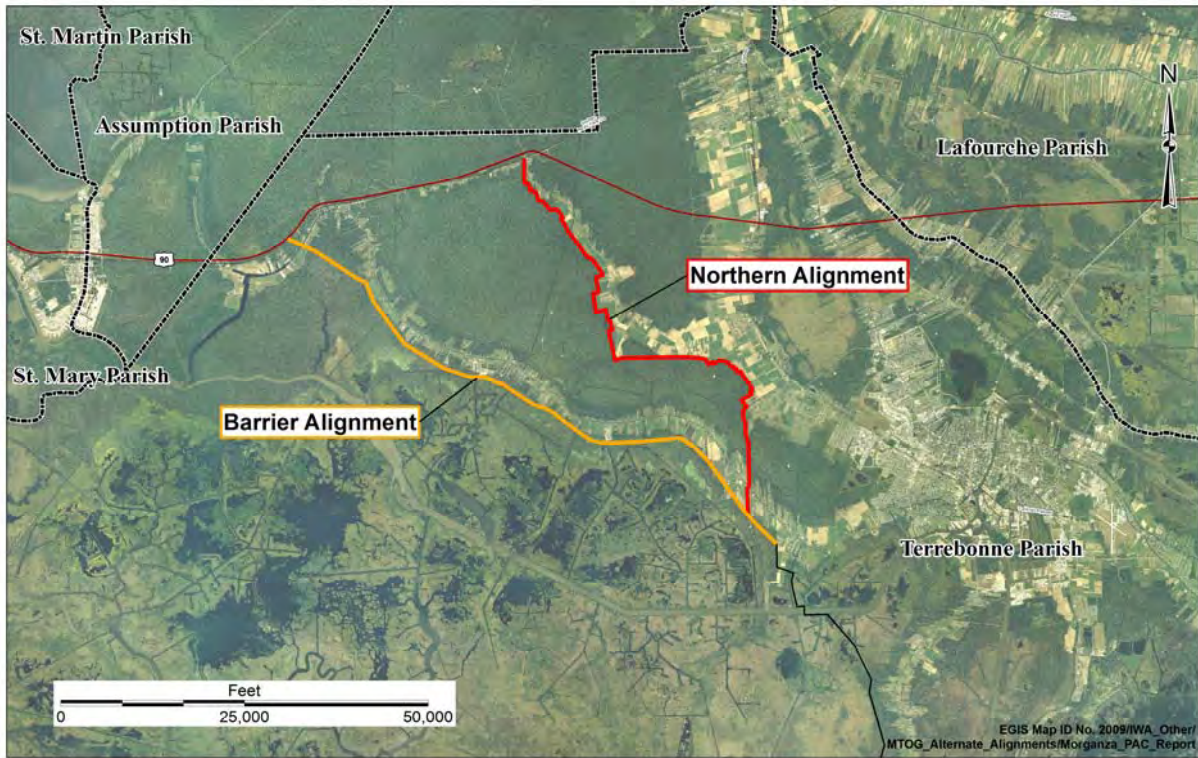 St. Martin Parish
Assumption Parish
N
Lafourche Parish
90
Northern Alignment
St. Mary Parish
Barrier Alignment
Terrebonne Parish
Feet
0 25,000 50,000
EGIS Map ID No. 2009/IWA_Other/
MTOG_Alternate_Alignments/Morganza_PAC_Report